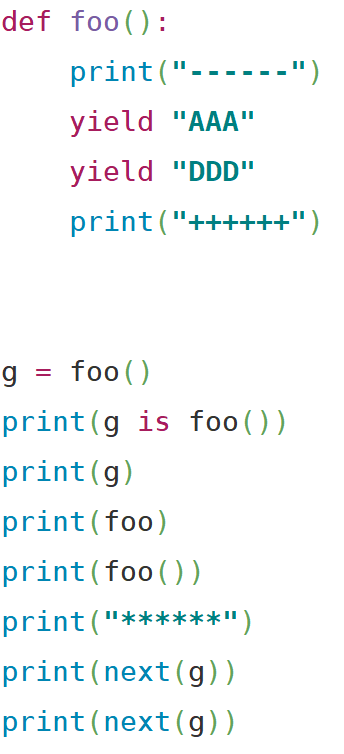 def foo():
    print("------")
    yield "AAA"
    yield "DDD"
    print("++++++")
g = foo()
print(g is foo())
print(g)
print(foo)
print(foo())
print("******")
print(next(g))
print(next(g))